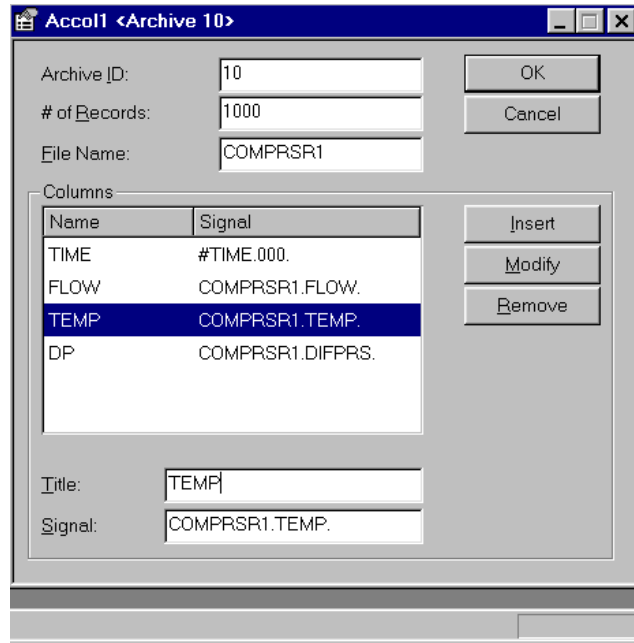 Accol1 <Archive 10>
Archive ID: 10
OK
# of Records: 1000
Cancel
File Name: COMPRSR1
Columns
Name Signal
Insert
TIME #TIME.000.
Modify
FLOW COMPRSR1.FLOW.
Remove
TEMP COMPRSR1.TEMP.
DP COMPRSR1.DIFPRS.
Title: TEMP
Signal: COMPRSR1.TEMP.